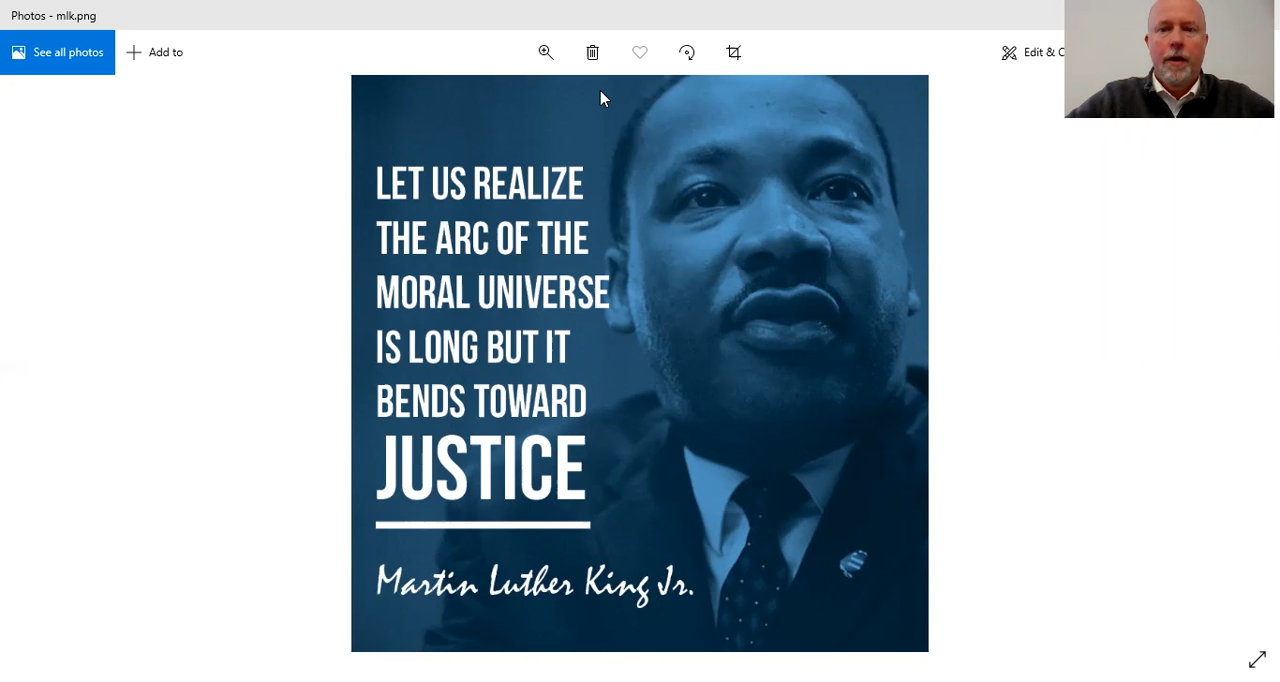 Photos - mlk.png
See all photos
Add to
Edit & C
LET US REALIZE
THE ARC OF THE
MORAL UNIVERSE
IS LONG BUT IT
BENDS TOWARD
JUSTICE
Martin Luther King Jr.